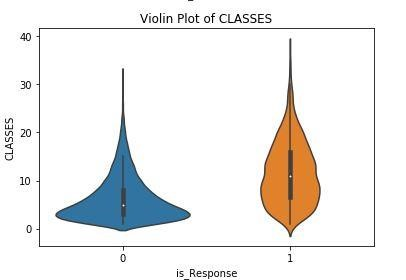 Violin Plot of CLASSES
40
30
20
10
0
CLASSES
0 1
is_Response